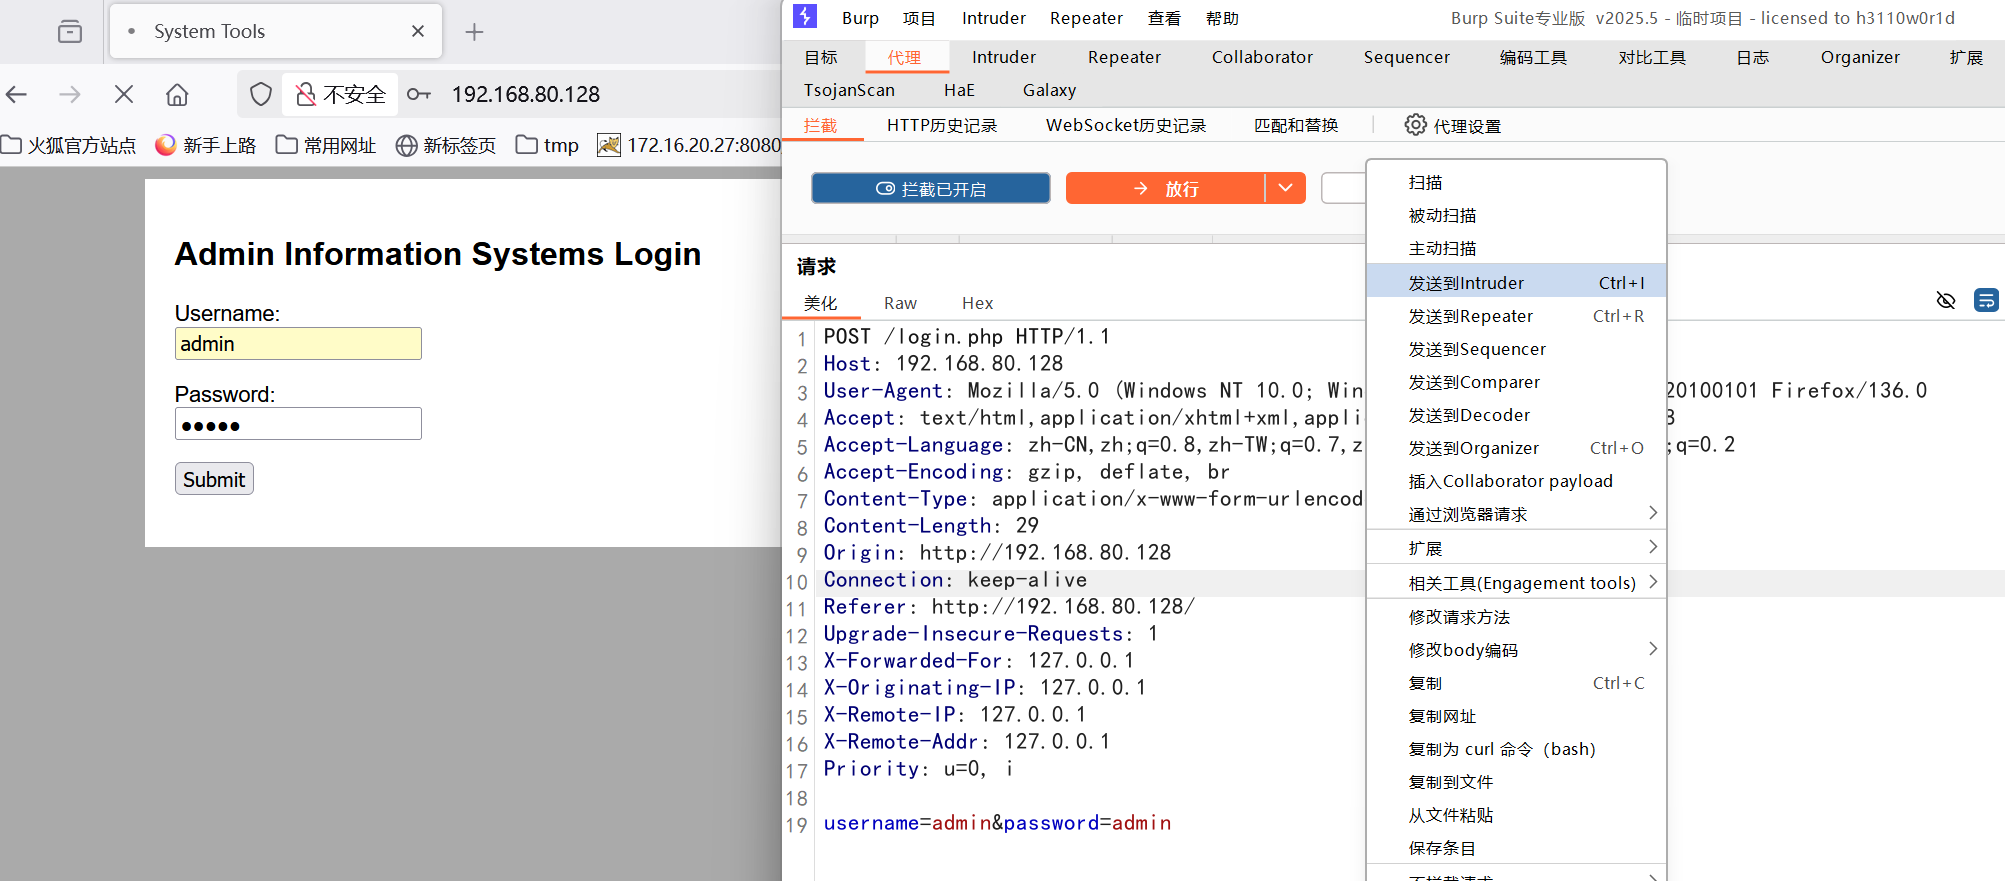 System Tools
不安全
192.168.80.128
火狐官方站点
新手上路
常用网址
新标签页
tmp
172.16.20.27:8080
Admin Information Systems Login
Username:
admin
Password:
●●●●●
Submit
Burp 项目 Intruder Repeater 查看 帮助
Burp Suite专业版 v2025.5 - 临时项目 - licensed to h3110w0r1d
目标 代理 Intruder Repeater Collaborator Sequencer 编码工具 对比工具 日志 Organizer 扩展
TsojanScan HaE Galaxy
拦截 HTTP历史记录 WebSocket历史记录 匹配和替换 代理设置
拦截已开启
放行
请求
美化 Raw Hex
1 POST /login.php HTTP/1.1
2 Host: 192.168.80.128
3 User-Agent: Mozilla/5.0 (Windows NT 10.0; Win 20100101 Firefox/136.0
4 Accept: text/html,application/xhtml+xml,appli
5 Accept-Language: zh-CN,zh;q=0.8,zh-TW;q=0.7,z ;q=0.2
6 Accept-Encoding: gzip, deflate, br
7 Content-Type: application/x-www-form-urlencod
8 Content-Length: 29
9 Origin: http://192.168.80.128
10 Connection: keep-alive
11 Referer: http://192.168.80.128/
12 Upgrade-Insecure-Requests: 1
13 X-Forwarded-For: 127.0.0.1
14 X-Originating-IP: 127.0.0.1
15 X-Remote-IP: 127.0.0.1
16 X-Remote-Addr: 127.0.0.1
17 Priority: u=0, i
18
19 username=admin&password=admin
扫描
被动扫描
主动扫描
发送到Intruder Ctrl+I
发送到Repeater Ctrl+R
发送到Sequencer
发送到Comparer
发送到Decoder
发送到Organizer Ctrl+O
插入Collaborator payload
通过浏览器请求
扩展
相关工具(Engagement tools)
修改请求方法
修改body编码
复制 Ctrl+C
复制网址
复制为 curl 命令（bash）
复制到文件
从文件粘贴
保存条目